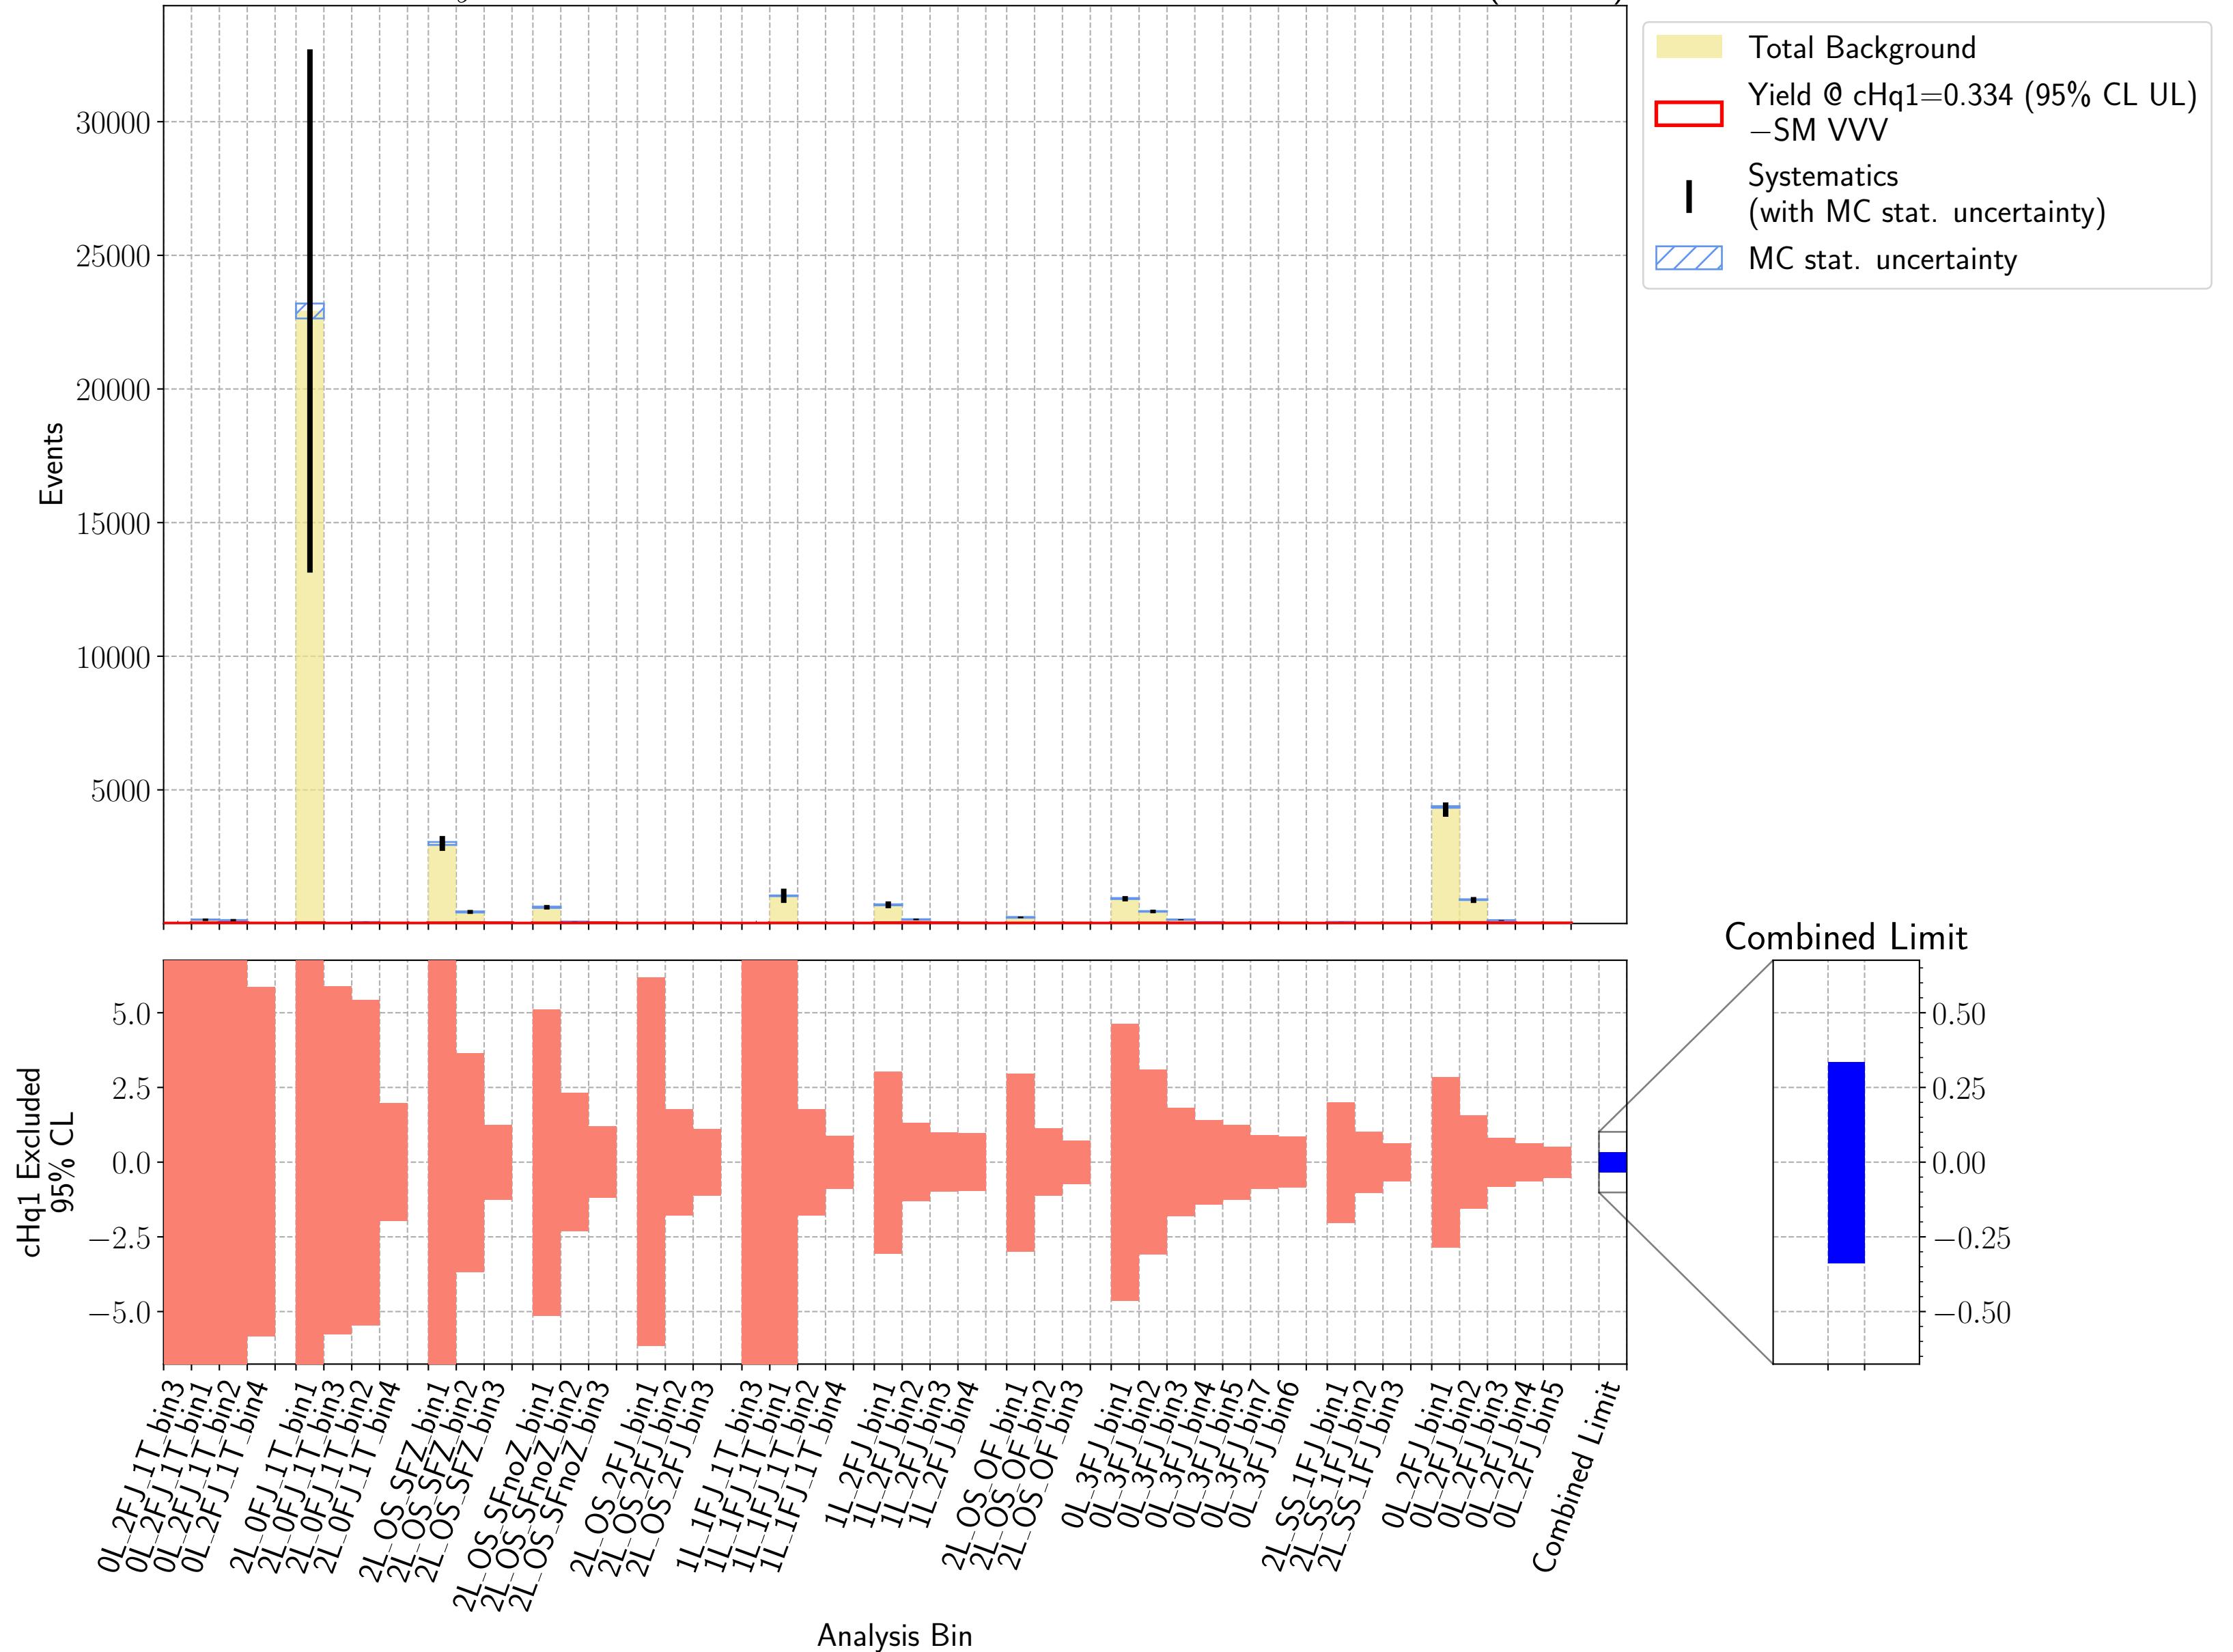 30000
25000
20000
15000
10000
5000
Events
Total Background
Yield @ cHq1=0.334 (95% CL UL)
−SM VVV
Systematics
(with MC stat. uncertainty)
MC stat. uncertainty
Combined Limit
5.0
2.5
0.0
−2.5
−5.0
cHq1 Excluded
95% CL
0.50
0.25
0.00
−0.25
−0.50
0L_2FJ_1T_bin3
0L_2FJ_1T_bin1
0L_2FJ_1T_bin2
0L_2FJ_1T_bin4
2L_0FJ_1T_bin1
2L_0FJ_1T_bin3
2L_0FJ_1T_bin2
2L_0FJ_1T_bin4
2L_OS_SFZ_bin1
2L_OS_SFZ_bin2
2L_OS_SFZ_bin3
2L_OS_SFnoZ_bin1
2L_OS_SFnoZ_bin2
2L_OS_SFnoZ_bin3
2L_OS_2FJ_bin1
2L_OS_2FJ_bin2
2L_OS_2FJ_bin3
1L_1FJ_1T_bin3
1L_1FJ_1T_bin1
1L_1FJ_1T_bin2
1L_1FJ_1T_bin4
1L_2FJ_bin1
1L_2FJ_bin2
1L_2FJ_bin3
1L_2FJ_bin4
2L_OS_OF_bin1
2L_OS_OF_bin2
2L_OS_OF_bin3
0L_3FJ_bin1
0L_3FJ_bin2
0L_3FJ_bin3
0L_3FJ_bin4
0L_3FJ_bin5
0L_3FJ_bin7
0L_3FJ_bin6
2L_SS_1FJ_bin1
2L_SS_1FJ_bin2
2L_SS_1FJ_bin3
0L_2FJ_bin1
0L_2FJ_bin2
0L_2FJ_bin3
0L_2FJ_bin4
0L_2FJ_bin5
Combined Limit
Analysis Bin